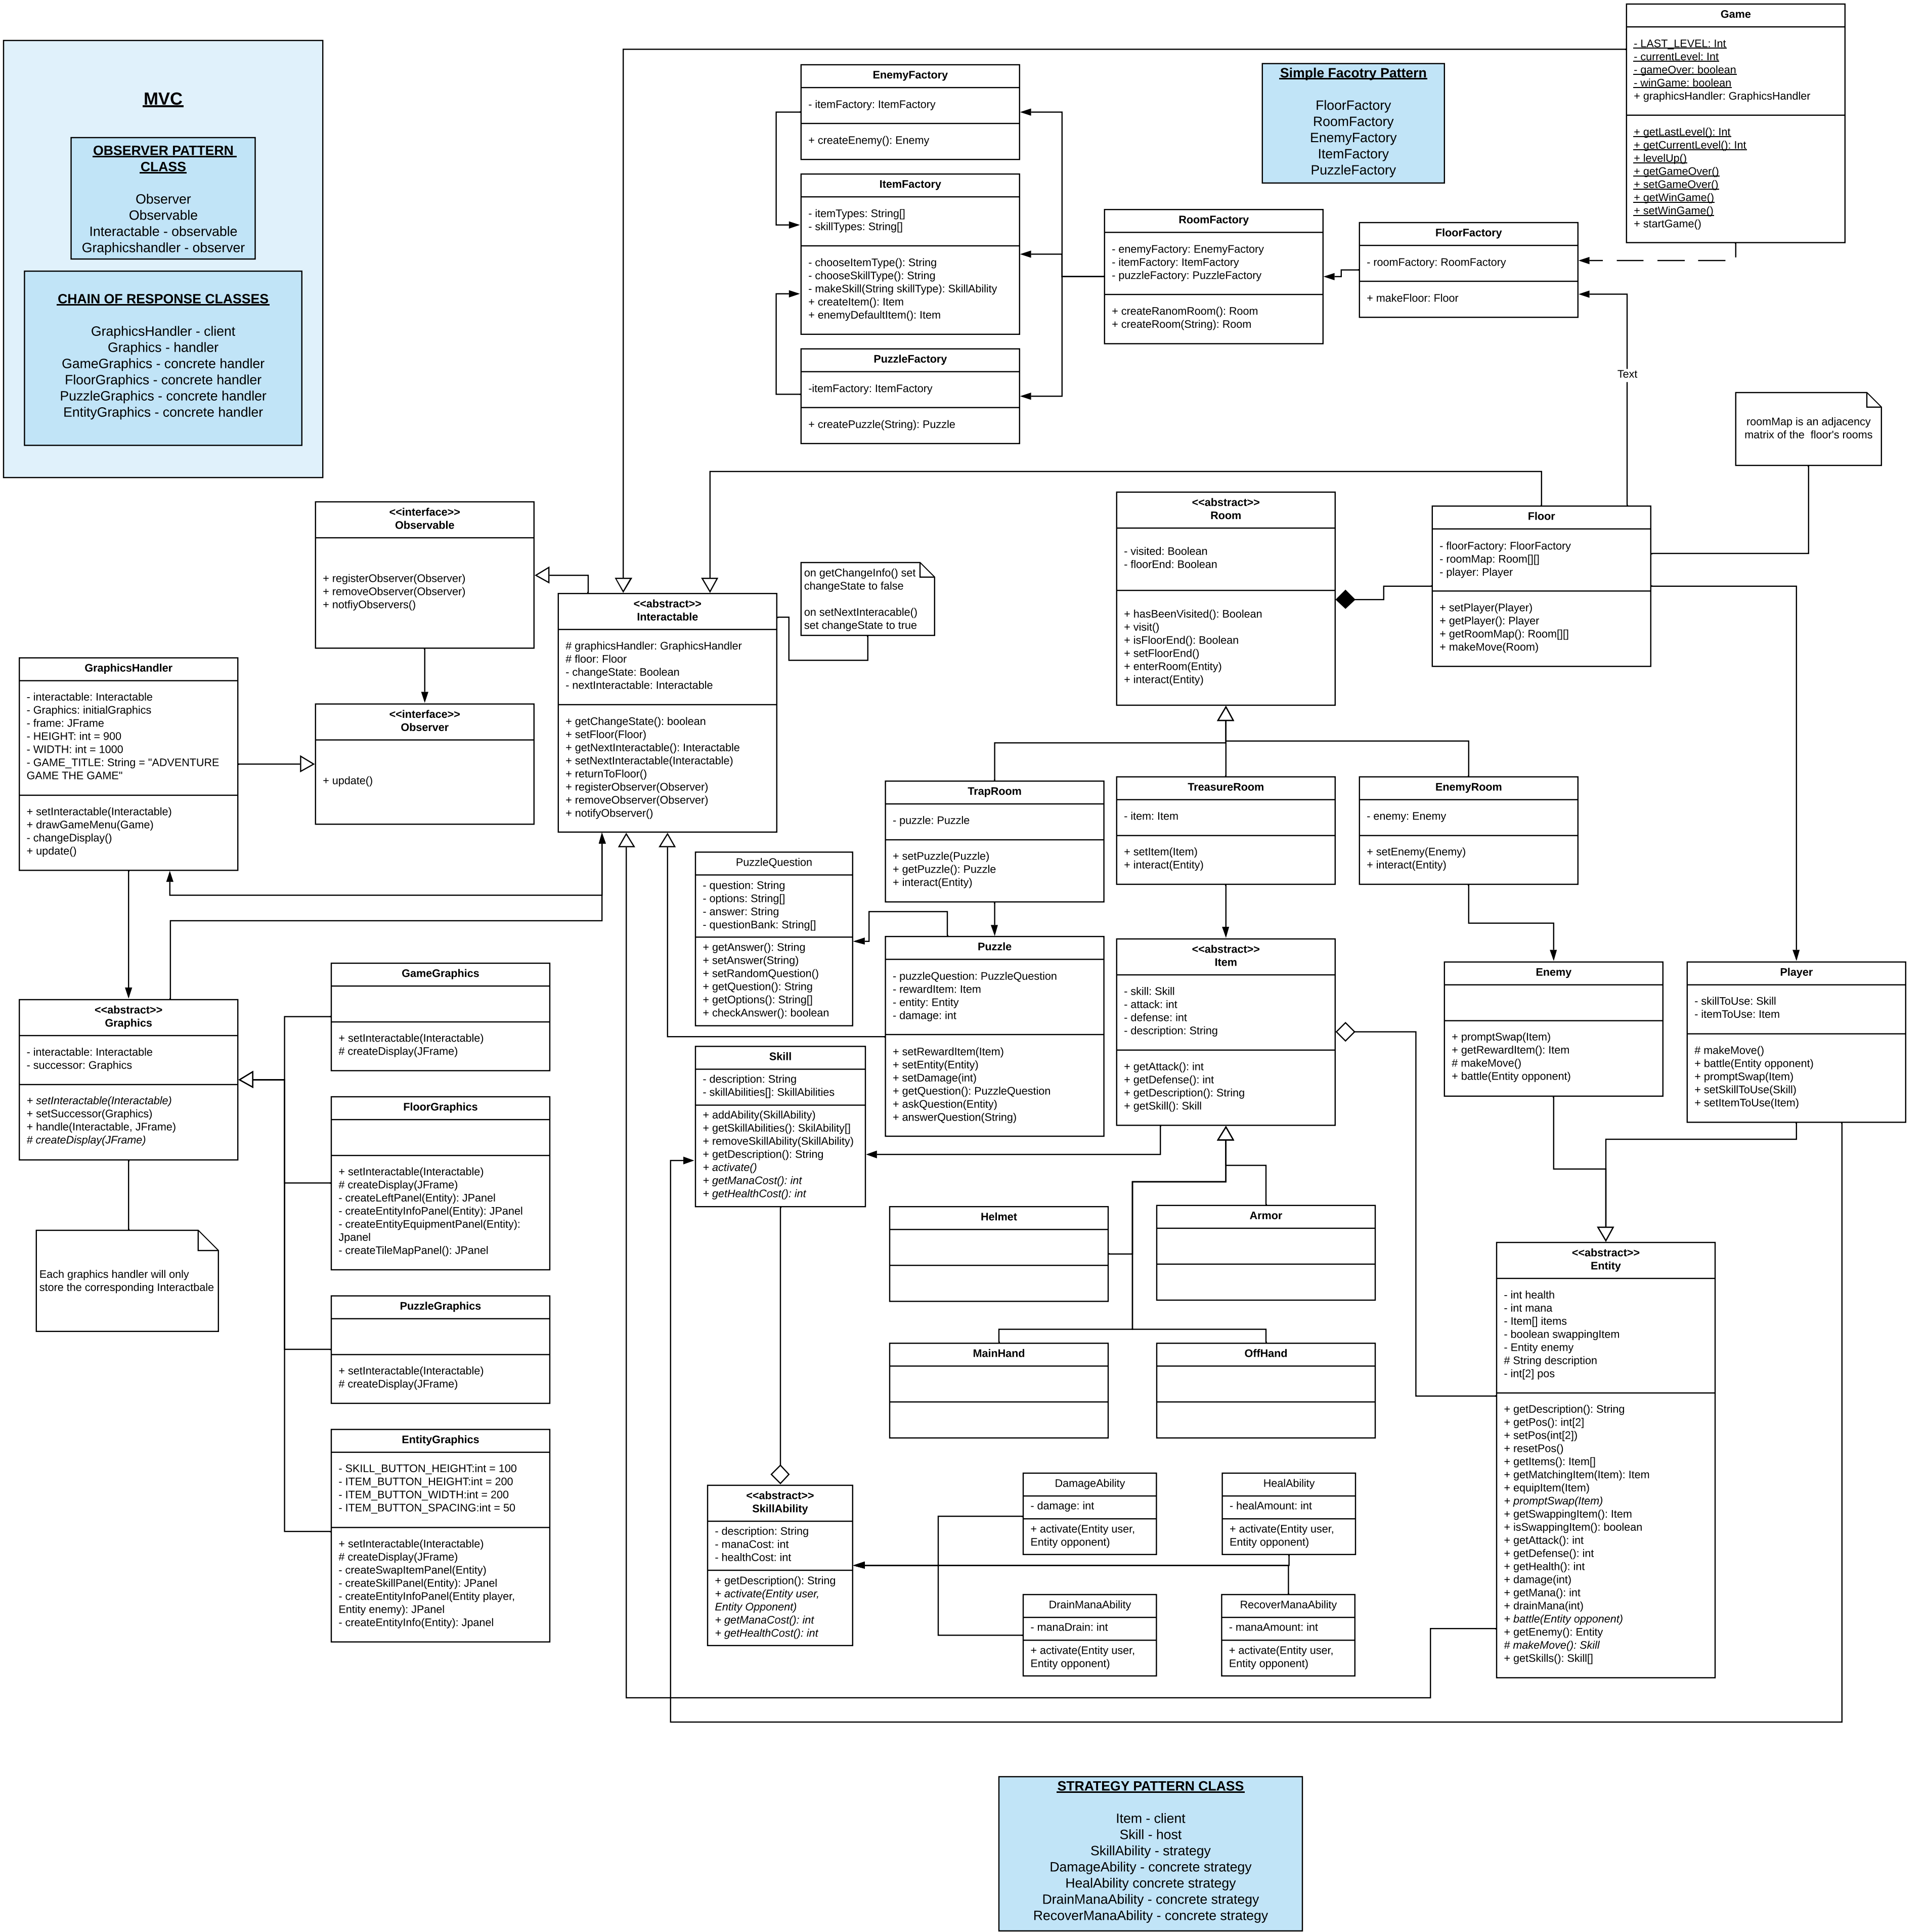 Game
- LAST_LEVEL: Int
- currentLevel: Int
- gameOver: boolean
- winGame: boolean
+ graphicsHandler: GraphicsHandler
+ getLastLevel(): Int
+ getCurrentLevel(): Int
+ levelUp()
+ getGameOver()
+ setGameOver()
+ getWinGame()
+ setWinGame()
+ startGame()
MVC
OBSERVER PATTERN
CLASS
Observer
Observable
Interactable - observable
Graphicshandler - observer
CHAIN OF RESPONSE CLASSES
GraphicsHandler - client
Graphics - handler
GameGraphics - concrete handler
FloorGraphics - concrete handler
PuzzleGraphics - concrete handler
EntityGraphics - concrete handler
EnemyFactory
- itemFactory: ItemFactory
+ createEnemy(): Enemy
Simple Facotry Pattern
FloorFactory
RoomFactory
EnemyFactory
ItemFactory
PuzzleFactory
ItemFactory
- itemTypes: String[]
- skillTypes: String[]
- chooseItemType(): String
- chooseSkillType(): String
- makeSkill(String skillType): SkillAbility
+ createItem(): Item
+ enemyDefaultItem(): Item
PuzzleFactory
-itemFactory: ItemFactory
+ createPuzzle(String): Puzzle
RoomFactory
- enemyFactory: EnemyFactory
- itemFactory: ItemFactory
- puzzleFactory: PuzzleFactory
+ createRanomRoom(): Room
+ createRoom(String): Room
FloorFactory
- roomFactory: RoomFactory
+ makeFloor: Floor
Text
roomMap is an adjacency
matrix of the floor's rooms
<<interface>>
Observable
+ registerObserver(Observer)
+ removeObserver(Observer)
+ notfiyObservers()
<<interface>>
Observer
+ update()
<<abstract>>
Interactable
# graphicsHandler: GraphicsHandler
# floor: Floor
- changeState: Boolean
- nextInteractable: Interactable
+ getChangeState(): boolean
+ setFloor(Floor)
+ getNextInteractable(): Interactable
+ setNextInteractable(Interactable)
+ returnToFloor()
+ registerObserver(Observer)
+ removeObserver(Observer)
+ notifyObserver()
on getChangeInfo() set
changeState to false
on setNextInteracable()
set changeState to true
<<abstract>>
Room
- visited: Boolean
- floorEnd: Boolean
+ hasBeenVisited(): Boolean
+ visit()
+ isFloorEnd(): Boolean
+ setFloorEnd()
+ enterRoom(Entity)
+ interact(Entity)
Floor
- floorFactory: FloorFactory
- roomMap: Room[][]
- player: Player
+ setPlayer(Player)
+ getPlayer(): Player
+ getRoomMap(): Room[][]
+ makeMove(Room)
GraphicsHandler
- interactable: Interactable
- Graphics: initialGraphics
- frame: JFrame
- HEIGHT: int = 900
- WIDTH: int = 1000
- GAME_TITLE: String = "ADVENTURE
GAME THE GAME"
+ setInteractable(Interactable)
+ drawGameMenu(Game)
- changeDisplay()
+ update()
TrapRoom
- puzzle: Puzzle
+ setPuzzle(Puzzle)
+ getPuzzle(): Puzzle
+ interact(Entity)
TreasureRoom
- item: Item
+ setItem(Item)
+ interact(Entity)
EnemyRoom
- enemy: Enemy
+ setEnemy(Enemy)
+ interact(Entity)
PuzzleQuestion
- question: String
- options: String[]
- answer: String
- questionBank: String[]
+ getAnswer(): String
+ setAnswer(String)
+ setRandomQuestion()
+ getQuestion(): String
+ getOptions(): String[]
+ checkAnswer(): boolean
Puzzle
- puzzleQuestion: PuzzleQuestion
- rewardItem: Item
- entity: Entity
- damage: int
+ setRewardItem(Item)
+ setEntity(Entity)
+ setDamage(int)
+ getQuestion(): PuzzleQuestion
+ askQuestion(Entity)
+ answerQuestion(String)
<<abstract>>
Item
- skill: Skill
- attack: int
- defense: int
- description: String
+ getAttack(): int
+ getDefense(): int
+ getDescription(): String
+ getSkill(): Skill
Enemy
+ promptSwap(Item)
+ getRewardItem(): Item
# makeMove()
+ battle(Entity opponent)
Player
- skillToUse: Skill
- itemToUse: Item
# makeMove()
+ battle(Entity opponent)
+ promptSwap(Item)
+ setSkillToUse(Skill)
+ setItemToUse(Item)
<<abstract>>
Graphics
- interactable: Interactable
- successor: Graphics
+ setInteractable(Interactable)
+ setSuccessor(Graphics)
+ handle(Interactable, JFrame)
# createDisplay(JFrame)
Each graphics handler will only
store the corresponding Interactbale
GameGraphics
+ setInteractable(Interactable)
# createDisplay(JFrame)
FloorGraphics
+ setInteractable(Interactable)
# createDisplay(JFrame)
- createLeftPanel(Entity): JPanel
- createEntityInfoPanel(Entity): JPanel
- createEntityEquipmentPanel(Entity):
Jpanel
- createTileMapPanel(): JPanel
PuzzleGraphics
+ setInteractable(Interactable)
# createDisplay(JFrame)
EntityGraphics
- SKILL_BUTTON_HEIGHT:int = 100
- ITEM_BUTTON_HEIGHT:int = 200
- ITEM_BUTTON_WIDTH:int = 200
- ITEM_BUTTON_SPACING:int = 50
+ setInteractable(Interactable)
# createDisplay(JFrame)
- createSwapItemPanel(Entity)
- createSkillPanel(Entity): JPanel
- createEntityInfoPanel(Entity player,
Entity enemy): JPanel
- createEntityInfo(Entity): Jpanel
Skill
- description: String
- skillAbilities[]: SkillAbilities
+ addAbility(SkillAbility)
+ getSkillAbilities(): SkilAbility[]
+ removeSkillAbility(SkillAbility)
+ getDescription(): String
+ activate()
+ getManaCost(): int
+ getHealthCost(): int
Helmet
Armor
MainHand
OffHand
<<abstract>>
Entity
- int health
- int mana
- Item[] items
- boolean swappingItem
- Entity enemy
# String description
- int[2] pos
+ getDescription(): String
+ getPos(): int[2]
+ setPos(int[2])
+ resetPos()
+ getItems(): Item[]
+ getMatchingItem(Item): Item
+ equipItem(Item)
+ promptSwap(Item)
+ getSwappingItem(): Item
+ isSwappingItem(): boolean
+ getAttack(): int
+ getDefense(): int
+ getHealth(): int
+ damage(int)
+ getMana(): int
+ drainMana(int)
+ battle(Entity opponent)
+ getEnemy(): Entity
# makeMove(): Skill
+ getSkills(): Skill[]
<<abstract>>
SkillAbility
- description: String
- manaCost: int
- healthCost: int
+ getDescription(): String
+ activate(Entity user,
Entity Opponent)
+ getManaCost(): int
+ getHealthCost(): int
DamageAbility
- damage: int
+ activate(Entity user,
Entity opponent)
HealAbility
- healAmount: int
+ activate(Entity user,
Entity opponent)
DrainManaAbility
- manaDrain: int
+ activate(Entity user,
Entity opponent)
RecoverManaAbility
- manaAmount: int
+ activate(Entity user,
Entity opponent)
STRATEGY PATTERN CLASS
Item - client
Skill - host
SkillAbility - strategy
DamageAbility - concrete strategy
HealAbility concrete strategy
DrainManaAbility - concrete strategy
RecoverManaAbility - concrete strategy